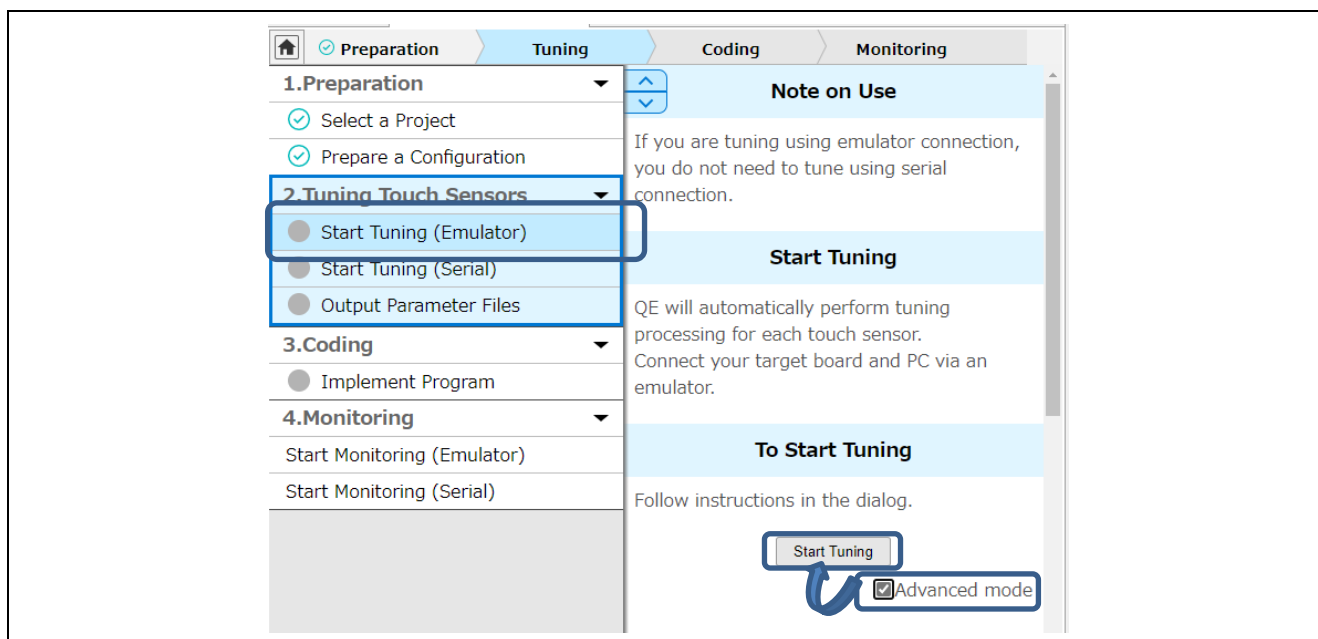 Preparation
Tuning
Coding
Monitoring
1.Preparation
Select a Project
Prepare a Configuration
2.Tuning Touch Sensors
Start Tuning (Emulator)
Start Tuning (Serial)
Output Parameter Files
3.Coding
Implement Program
4.Monitoring
Start Monitoring (Emulator)
Start Monitoring (Serial)
Note on Use
If you are tuning using emulator connection,
you do not need to tune using serial
connection.
Start Tuning
QE will automatically perform tuning
processing for each touch sensor.
Connect your target board and PC via an
emulator.
To Start Tuning
Follow instructions in the dialog.
Start Tuning
Advanced mode